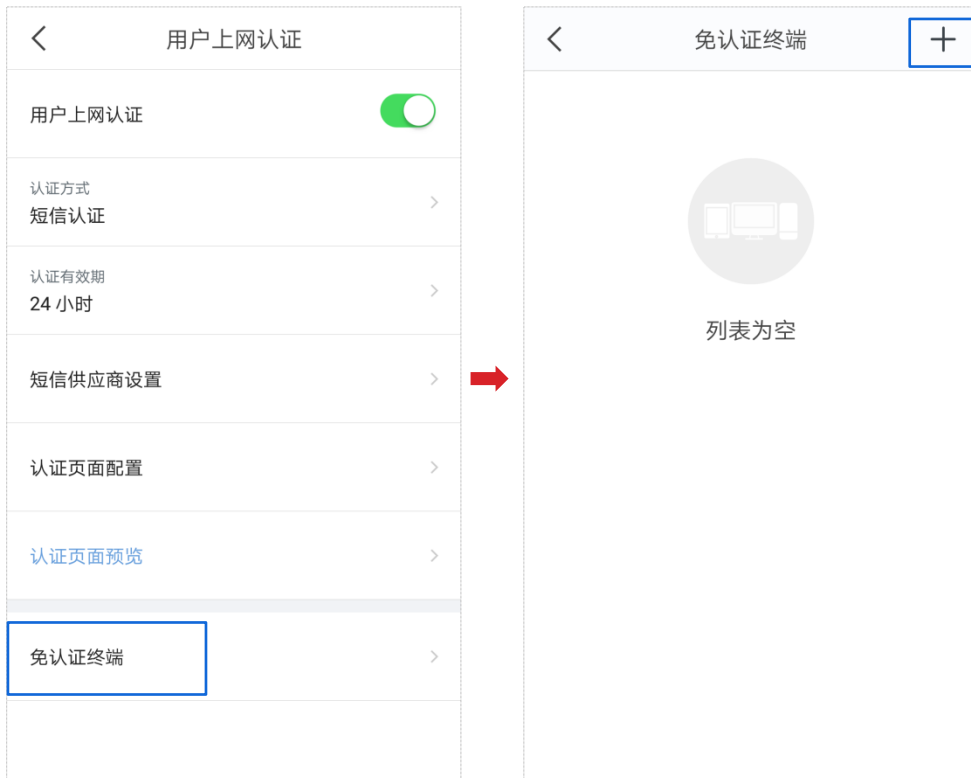 用户上网认证
用户上网认证
认证方式
短信认证
认证有效期
24 小时
短信供应商设置
认证页面配置
认证页面预览
免认证终端
免认证终端
列表为空